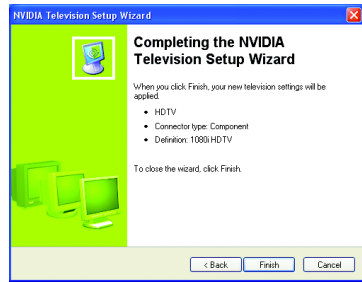 NVIDIA Television Setup Wizard
Completing the NVIDIA
Television Setup Wizard
When you click Finish, your new television settings will be
applied.
• HDTV
• Connector type: Component
• Definition: 1080i HDTV
To close the wizard, click Finish.
< Back
Finish
Cancel